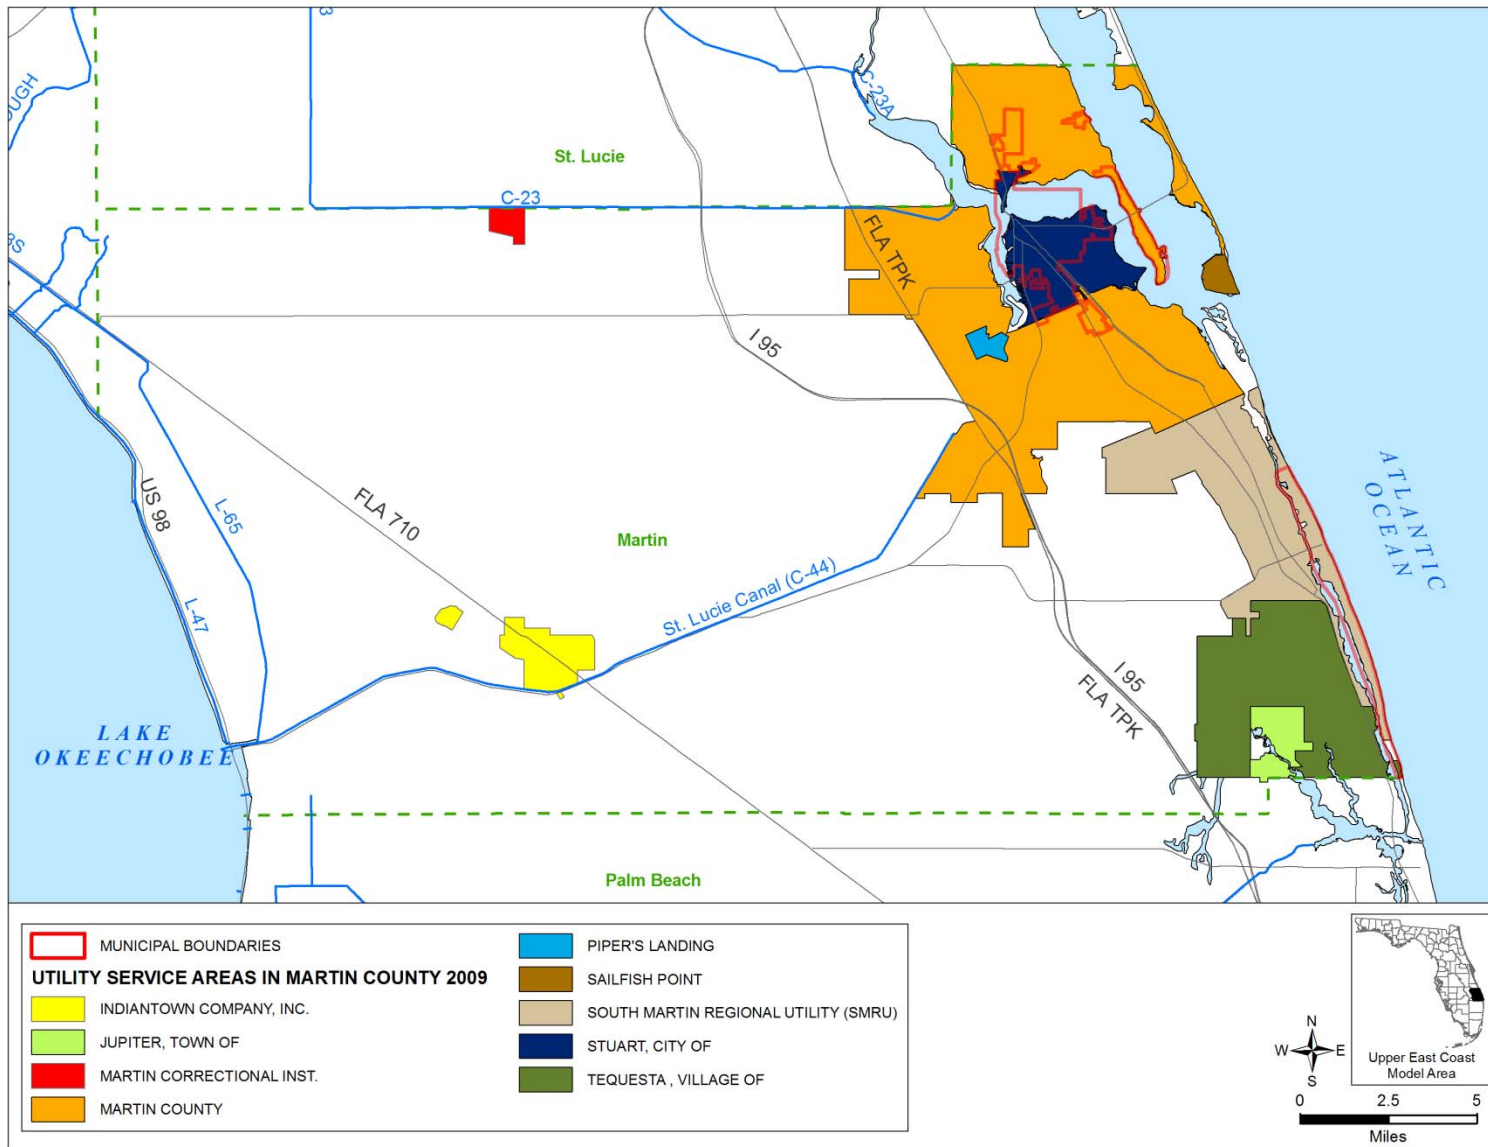 3
OUGH
C-23A
St. Lucie
C-23
FLA TPK
I 95
US 98
L-65
FLA 710
Martin
L-47
St. Lucie Canal (C-44)
ATLANTIC
OCEAN
I 95
FLA TPK
LAKE
OKEECHOBEE
Palm Beach
MUNICIPAL BOUNDARIES
UTILITY SERVICE AREAS IN MARTIN COUNTY 2009
INDIANTOWN COMPANY, INC.
JUPITER, TOWN OF
MARTIN CORRECTIONAL INST.
MARTIN COUNTY
PIPER'S LANDING
SAILFISH POINT
SOUTH MARTIN REGIONAL UTILITY (SMRU)
STUART, CITY OF
TEQUESTA , VILLAGE OF
N
W E
S
Upper East Coast
Model Area
0 2.5 5
Miles